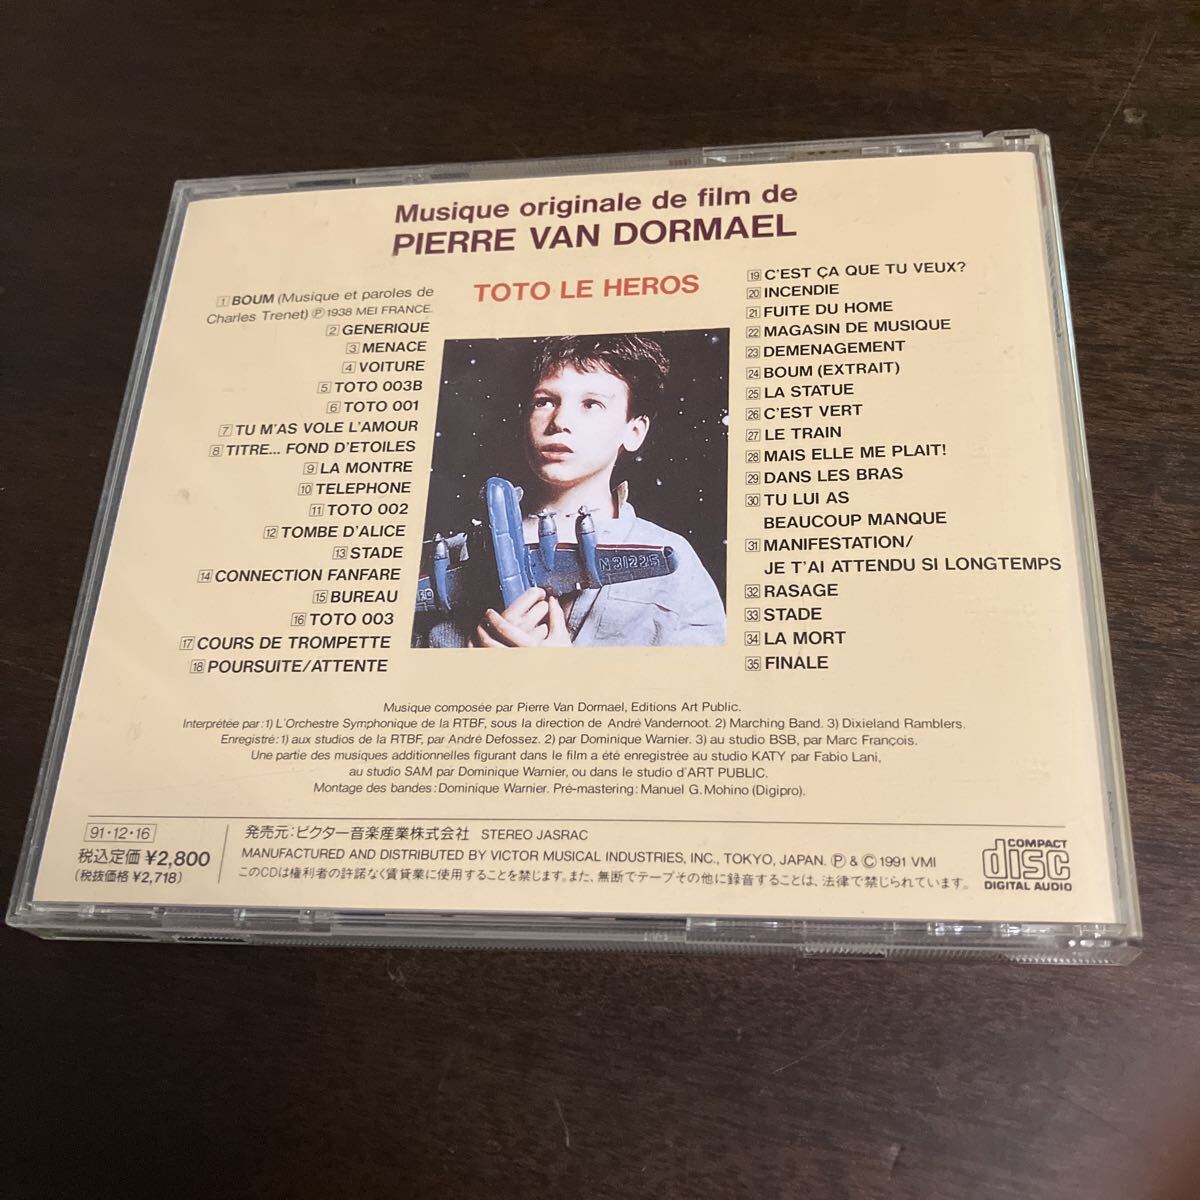 Musique originale de film de
PIERRE VAN DORMAEL
TOTO LE HEROS
1 BOUM (Musique et paroles de
Charles Trenet) Ⓟ 1938 MEI FRANCE.
2 GENERIQUE
3 MENACE
4 VOITURE
5 TOTO 003B
6 TOTO 001
7 TU M'AS VOLE L'AMOUR
8 TITRE... FOND D'ETOILES
9 LA MONTRE
10 TELEPHONE
11 TOTO 002
12 TOMBE D'ALICE
13 STADE
14 CONNECTION FANFARE
15 BUREAU
16 TOTO 003
17 COURS DE TROMPETTE
18 POURSUITE/ATTENTE
19 C'EST ÇA QUE TU VEUX?
20 INCENDIE
21 FUITE DU HOME
22 MAGASIN DE MUSIQUE
23 DEMENAGEMENT
24 BOUM (EXTRAIT)
25 LA STATUE
26 C'EST VERT
27 LE TRAIN
28 MAIS ELLE ME PLAIT!
29 DANS LES BRAS
30 TU LUI AS
BEAUCOUP MANQUE
31 MANIFESTATION/
JE T'AI ATTENDU SI LONGTEMPS
32 RASAGE
33 STADE
34 LA MORT
35 FINALE
N31225
Musique composée par Pierre Van Dormael, Editions Art Public.
Interprétée par: 1) L'Orchestre Symphonique de la RTBF, sous la direction de André Vandernoot. 2) Marching Band. 3) Dixieland Ramblers.
Enregistré: 1) aux studios de la RTBF, par André Defossez. 2) par Dominique Warnier. 3) au studio BSB, par Marc François.
Une partie des musiques additionnelles figurant dans le film a été enregistrée au studio KATY par Fabio Lani,
au studio SAM par Dominique Warnier, ou dans le studio d'ART PUBLIC.
Montage des bandes: Dominique Warnier. Pré-mastering: Manuel G. Mohino (Digipro).
91・12・16
税込定価 ¥2,800
(税抜価格 ¥2,718)
発売元:ビクター音楽産業株式会社 STEREO JASRAC
MANUFACTURED AND DISTRIBUTED BY VICTOR MUSICAL INDUSTRIES, INC., TOKYO, JAPAN. Ⓟ & Ⓒ 1991 VMI
このCDは権利者の許諾なく賃貸業に使用することを禁じます。また、無断でテープその他に録音することは、法律で禁じられています。
COMPACT
disc
DIGITAL AUDIO